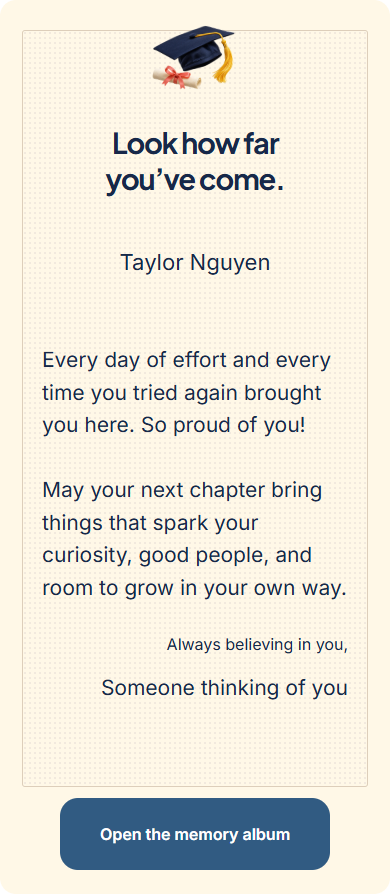 Look how far
you’ve come.
Taylor Nguyen
Every day of effort and every
time you tried again brought
you here. So proud of you!
May your next chapter bring
things that spark your
curiosity, good people, and
room to grow in your own way.
Always believing in you,
Someone thinking of you
Open the memory album